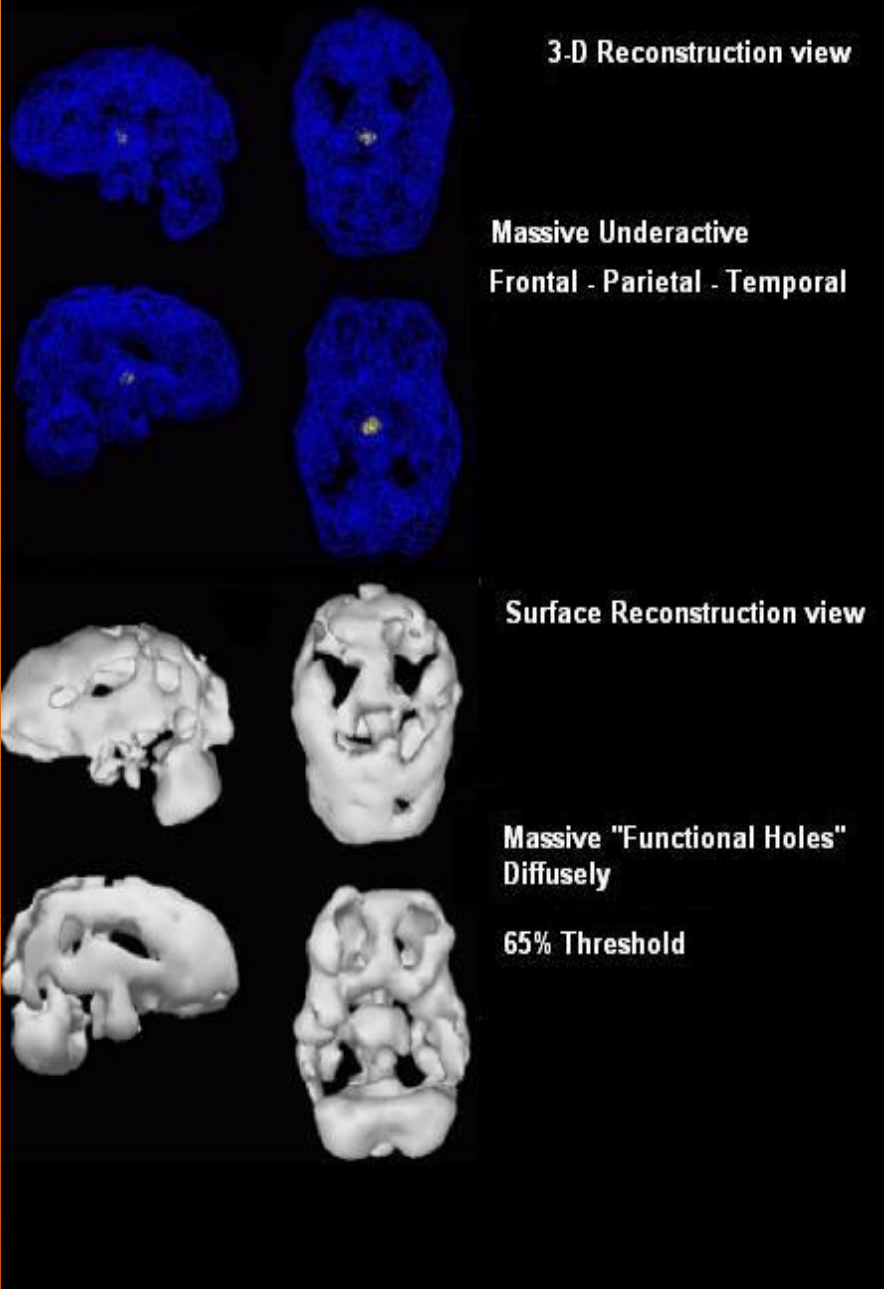 3-D Reconstruction view
Massive Underactive
Frontal - Parietal - Temporal
Surface Reconstruction view
Massive "Functional Holes"
Diffusely
65% Threshold